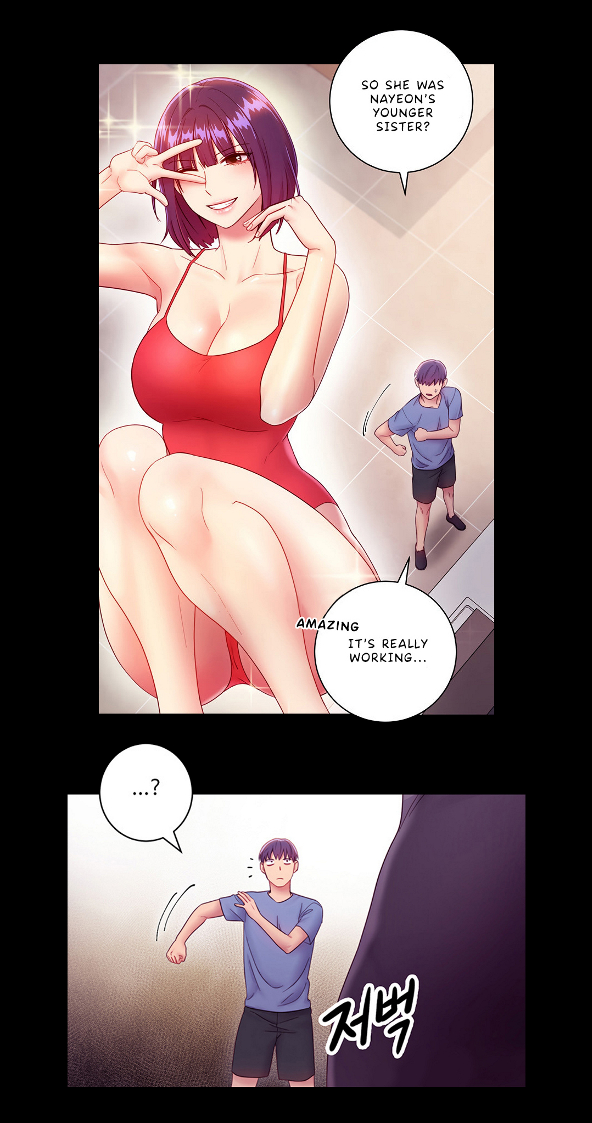 SO SHE WAS
NAYEON'S
YOUNGER
SISTER?
AMAZING
IT'S REALLY
WORKING...
...?
저벅